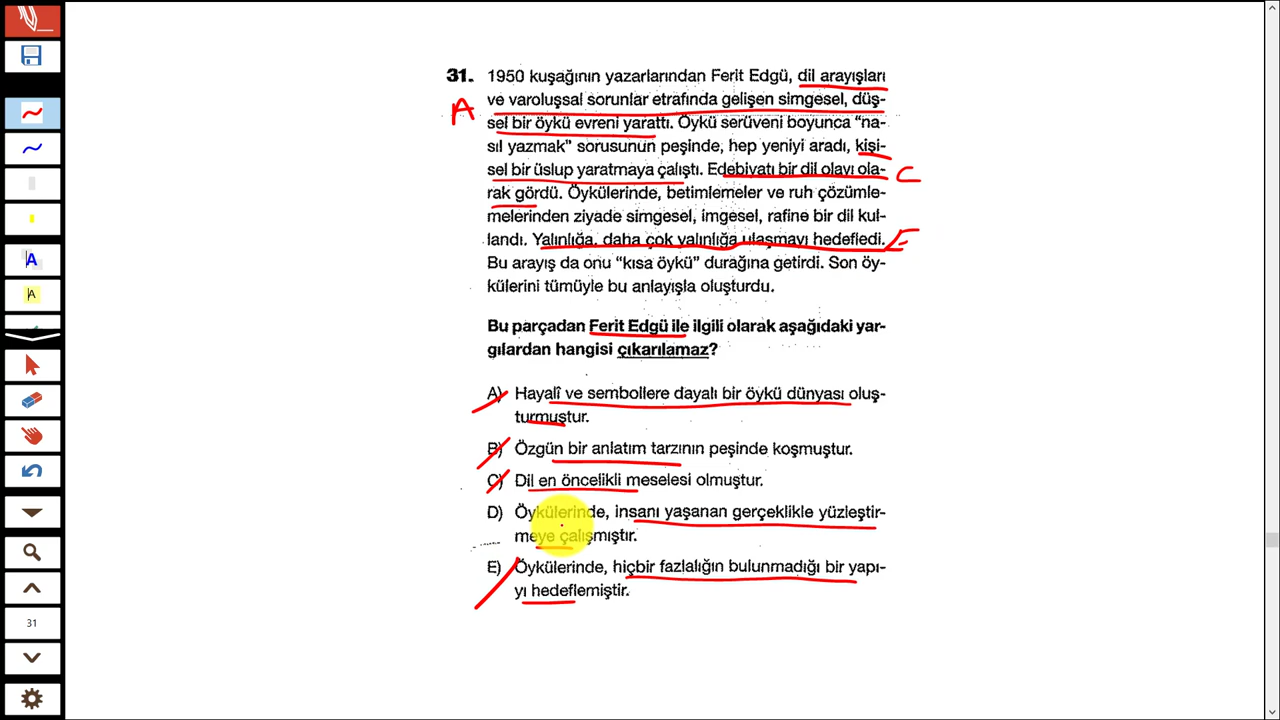 31. 1950 kuşağının yazarlarından Ferit Edgü, dil arayışları
A ve varoluşsal sorunlar etrafında gelişen simgesel, düş-
sel bir öykü evreni yarattı. Öykü serüveni boyunca "na-
sıl yazmak" sorusunun peşinde, hep yeniyi aradı, kişi-
sel bir üslup yaratmaya çalıştı. Edebiyatı bir dil olayı ola- C
rak gördü. Öykülerinde, betimlemeler ve ruh çözümle-
melerinden ziyade simgesel, imgesel, rafine bir dil kul-
landı. Yalınlığa, daha çok yalınlığa ulaşmayı hedefledi. E
Bu arayış da onu "kısa öykü" durağına getirdi. Son öy-
külerini tümüyle bu anlayışla oluşturdu.
Bu parçadan Ferit Edgü ile ilgili olarak aşağıdaki yar-
gılardan hangisi çıkarılamaz?
A) Hayalî ve sembollere dayalı bir öykü dünyası oluş-
turmuştur.
B) Özgün bir anlatım tarzının peşinde koşmuştur.
C) Dil en öncelikli meselesi olmuştur.
D) Öykülerinde, insanı yaşanan gerçeklikle yüzleştir-
meye çalışmıştır.
E) Öykülerinde, hiçbir fazlalığın bulunmadığı bir yapı-
yı hedeflemiştir.
A
A
31